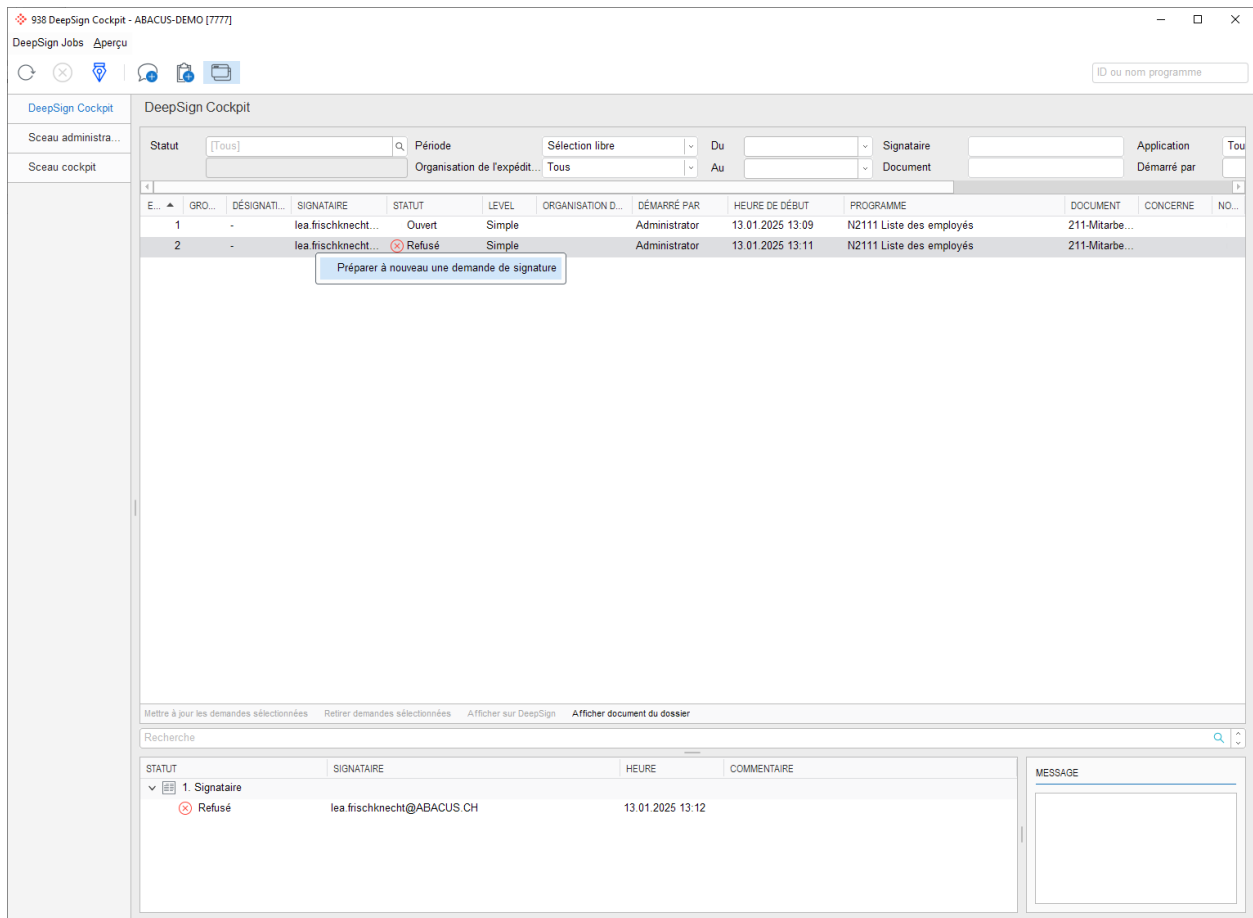 938 DeepSign Cockpit - ABACUS-DEMO [7777]
DeepSign Jobs Aperçu
ID ou nom programme
DeepSign Cockpit
Sceau administra...
Sceau cockpit
DeepSign Cockpit
Statut [Tous] Période Sélection libre Du Signataire Application Tou
Organisation de l'expédit... Tous Au Document Démarré par
E... GRO... DÉSIGNATI... SIGNATAIRE STATUT LEVEL ORGANISATION D... DÉMARRÉ PAR HEURE DE DÉBUT PROGRAMME DOCUMENT CONCERNE NO...
1 - lea.frischknecht... Ouvert Simple Administrator 13.01.2025 13:09 N2111 Liste des employés 211-Mitarbe...
2 - lea.frischknecht... Refusé Simple Administrator 13.01.2025 13:11 N2111 Liste des employés 211-Mitarbe...
Préparer à nouveau une demande de signature
Mettre à jour les demandes sélectionnées Retirer demandes sélectionnées Afficher sur DeepSign Afficher document du dossier
Recherche
STATUT SIGNATAIRE HEURE COMMENTAIRE
1. Signataire
Refusé lea.frischknecht@ABACUS.CH 13.01.2025 13:12
MESSAGE